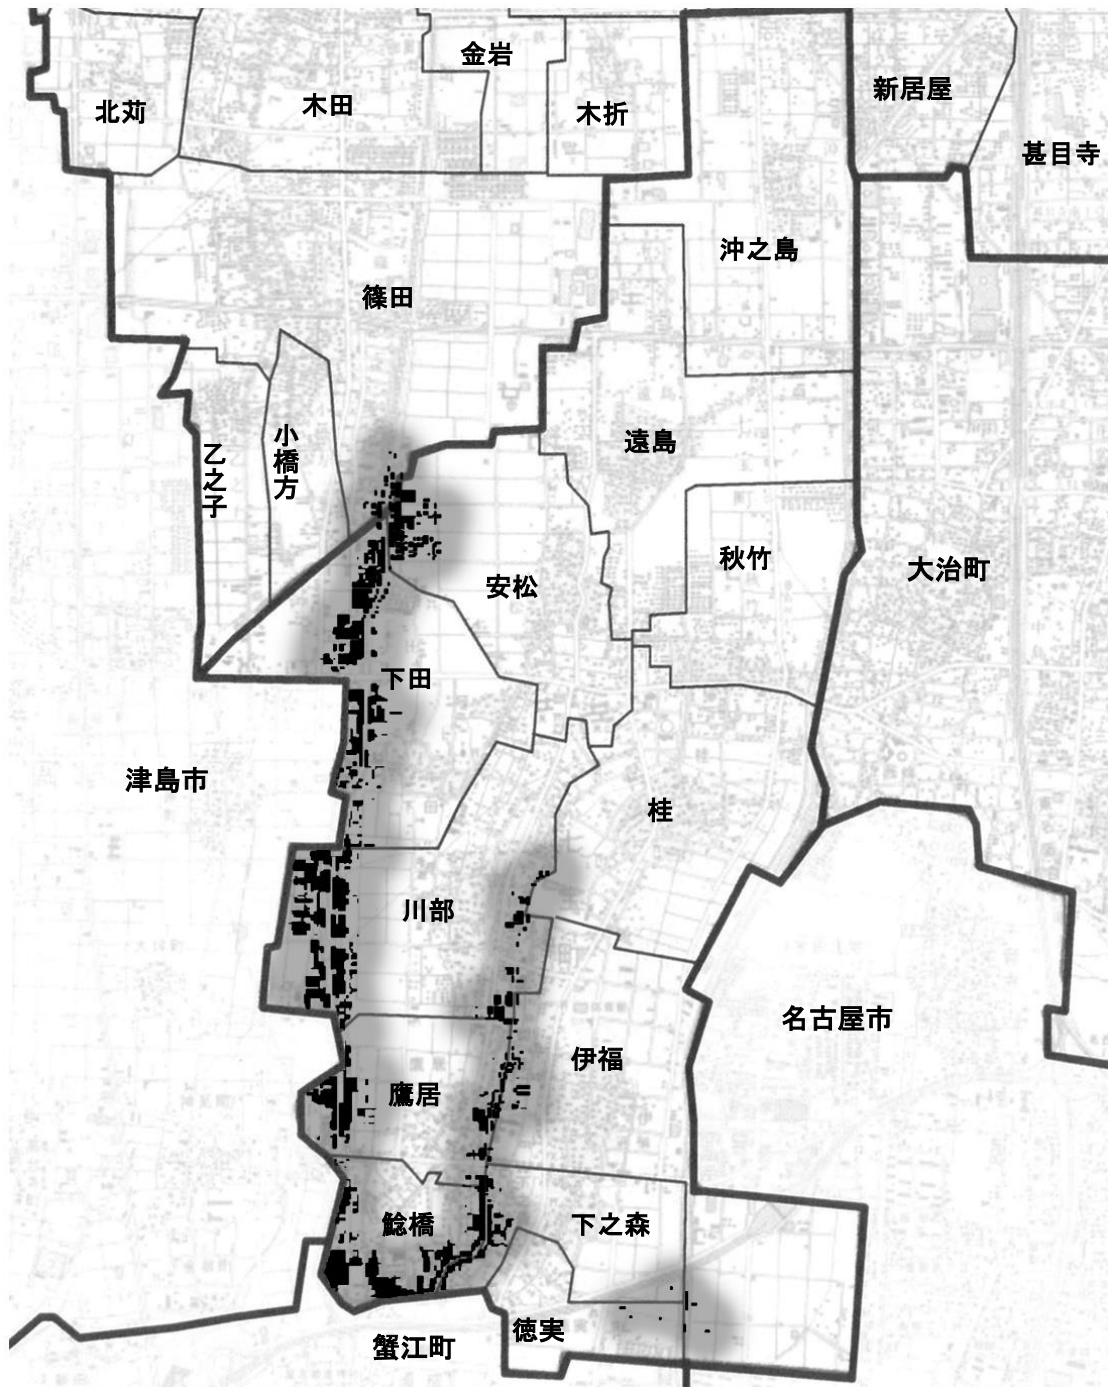 金岩
新居屋
北苅
木田
木折
甚目寺
沖之島
篠田
遠島
小橋方
乙之子
秋竹
大治町
安松
下田
津島市
桂
川部
名古屋市
伊福
鷹居
鯰橋
下之森
徳実
蟹江町